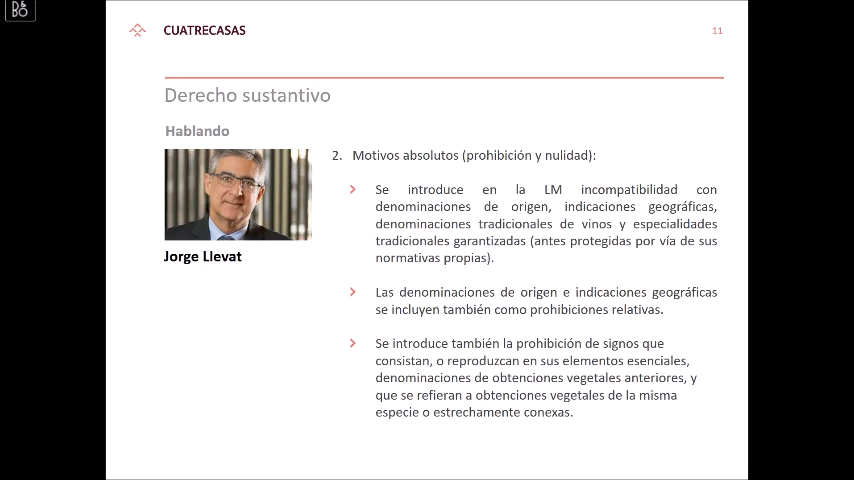 B&O
CUATRECASAS
11
Derecho sustantivo
Hablando
Jorge Llevat
2. Motivos absolutos (prohibición y nulidad):
Se introduce en la LM incompatibilidad con
denominaciones de origen, indicaciones geográficas,
denominaciones tradicionales de vinos y especialidades
tradicionales garantizadas (antes protegidas por vía de sus
normativas propias).
Las denominaciones de origen e indicaciones geográficas
se incluyen también como prohibiciones relativas.
Se introduce también la prohibición de signos que
consistan, o reproduzcan en sus elementos esenciales,
denominaciones de obtenciones vegetales anteriores, y
que se refieran a obtenciones vegetales de la misma
especie o estrechamente conexas.